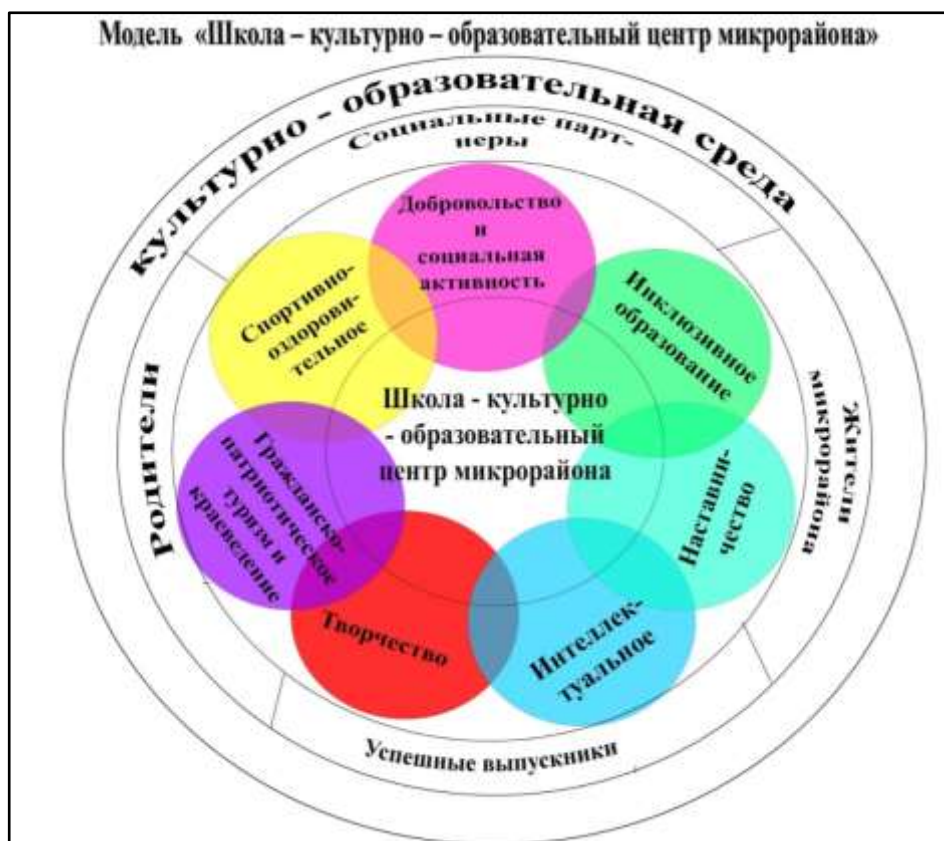 Модель «Школа – культурно – образовательный центр микрорайона»
культурно - образовательная среда
Социальные парт-
неры
Добровольство
и
социальная
активность
Спортивно-
оздорови-
тельное
Инклюзивное
образование
Школа - культурно
- образовательный
центр микрорайона
Родители
Жители
микрорайона
Гражданско-
патриотическое
туризм и
краеведение
Наставни-
чество
Творчество
Интеллек-
туальное
Успешные выпускники